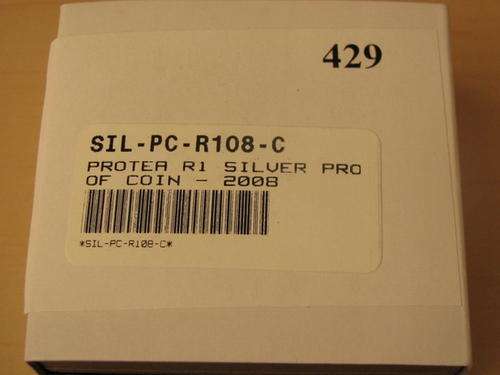 429
SIL-PC-R108-C
PROTEA R1 SILVER PRO
OF COIN - 2008
*SIL-PC-R108-C*